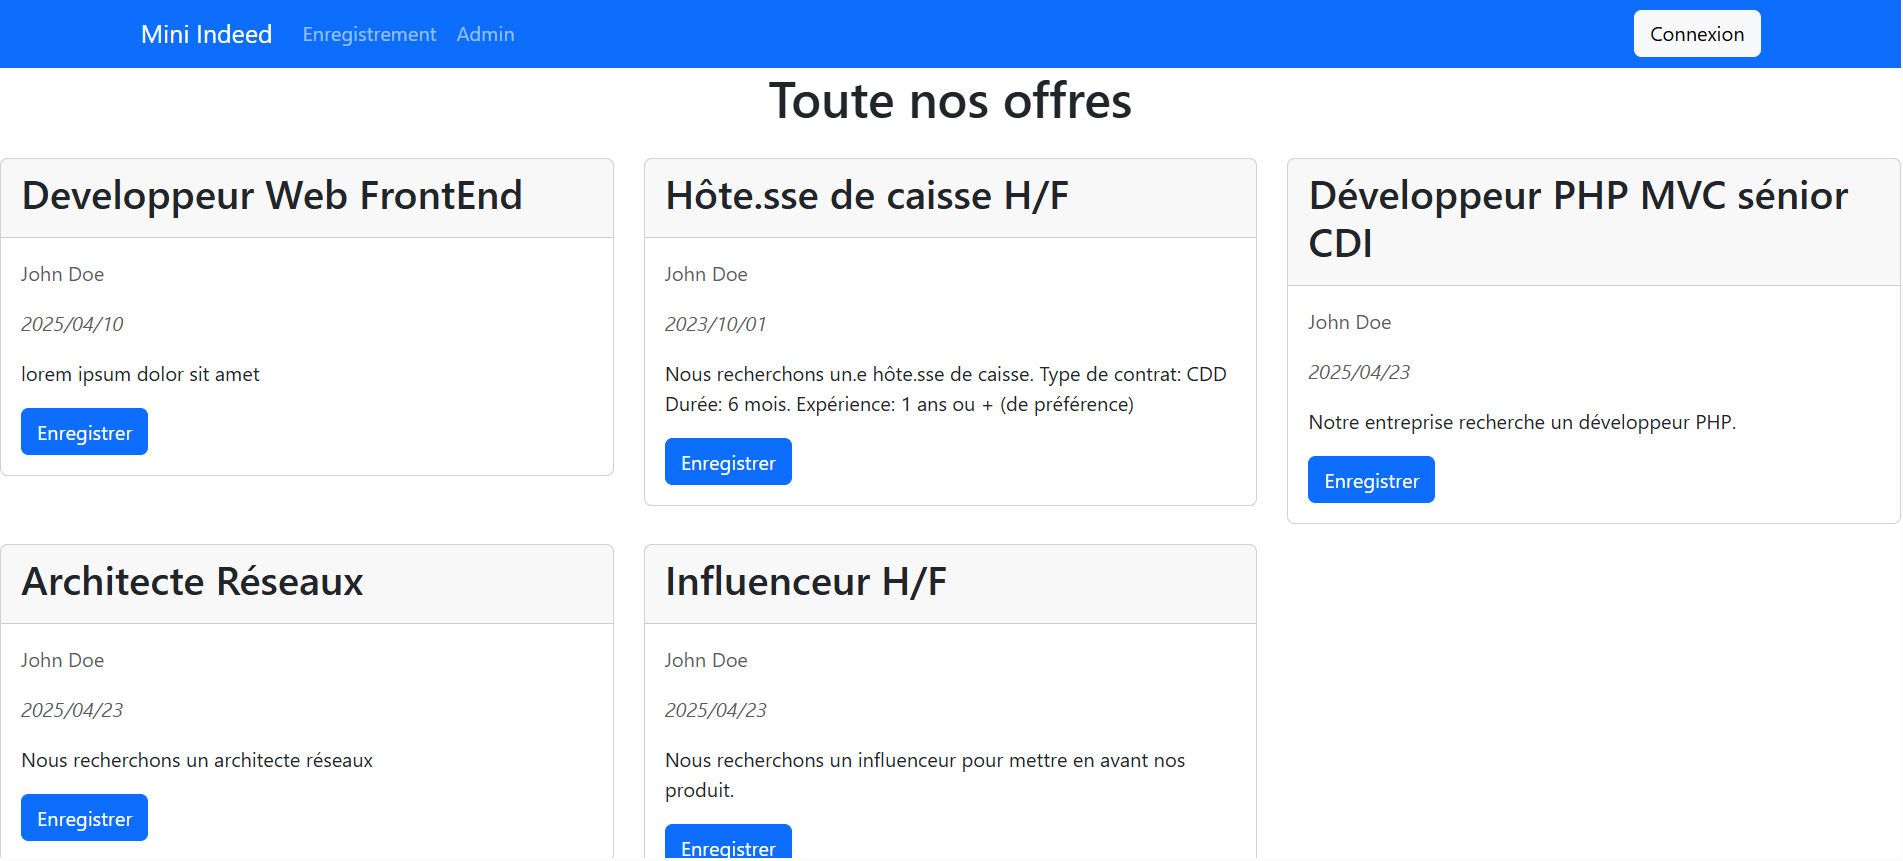 Mini Indeed Enregistrement Admin Connexion
Toute nos offres
Developpeur Web FrontEnd
John Doe
2025/04/10
lorem ipsum dolor sit amet
Enregistrer
Hôte.sse de caisse H/F
John Doe
2023/10/01
Nous recherchons un.e hôte.sse de caisse. Type de contrat: CDD
Durée: 6 mois. Expérience: 1 ans ou + (de préférence)
Enregistrer
Développeur PHP MVC sénior
CDI
John Doe
2025/04/23
Notre entreprise recherche un développeur PHP.
Enregistrer
Architecte Réseaux
John Doe
2025/04/23
Nous recherchons un architecte réseaux
Enregistrer
Influenceur H/F
John Doe
2025/04/23
Nous recherchons un influenceur pour mettre en avant nos
produit.
Enregistrer